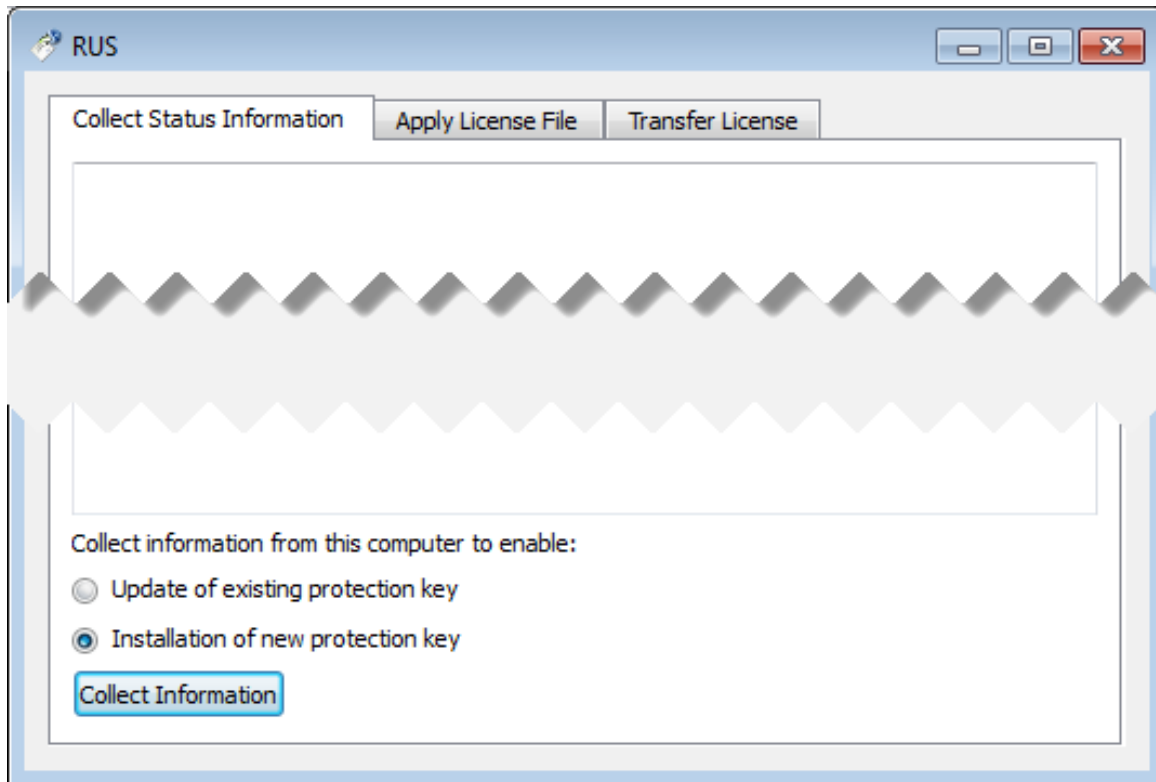 RUS
Collect Status Information Apply License File Transfer License
Collect information from this computer to enable:
Update of existing protection key
Installation of new protection key
Collect Information